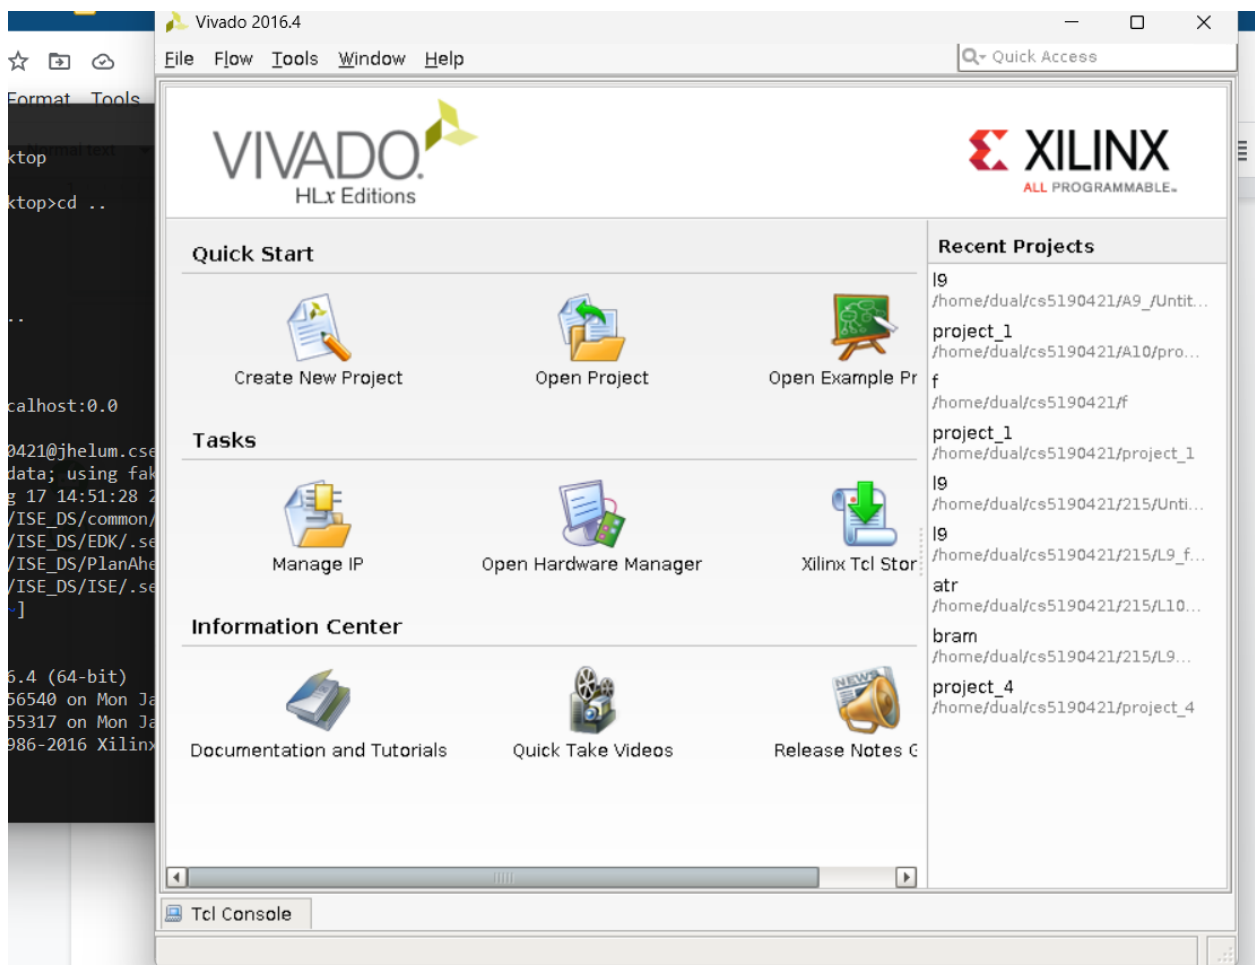 Vivado 2016.4
File Flow Tools Window Help
Quick Access
Format Tools
Normal text
ktop
ktop>cd ..
..
calhost:0.0
0421@jhelum.cse
data; using fak
g 17 14:51:28 2
/ISE_DS/common/
/ISE_DS/EDK/.se
/ISE_DS/PlanAhe
/ISE_DS/ISE/.se
~]
6.4 (64-bit)
56540 on Mon Ja
55317 on Mon Ja
986-2016 Xilinx
VIVADO.
HLx Editions
XILINX
ALL PROGRAMMABLE™
Quick Start
Create New Project Open Project Open Example Pr
Tasks
Manage IP Open Hardware Manager Xilinx Tcl Stor
Information Center
NEWS
Documentation and Tutorials Quick Take Videos Release Notes G
Recent Projects
l9
/home/dual/cs5190421/A9_/Untit...
project_1
/home/dual/cs5190421/A10/pro...
f
/home/dual/cs5190421/f
project_1
/home/dual/cs5190421/project_1
l9
/home/dual/cs5190421/215/Unti...
l9
/home/dual/cs5190421/215/L9_f...
atr
/home/dual/cs5190421/215/L10...
bram
/home/dual/cs5190421/215/L9...
project_4
/home/dual/cs5190421/project_4
Tcl Console